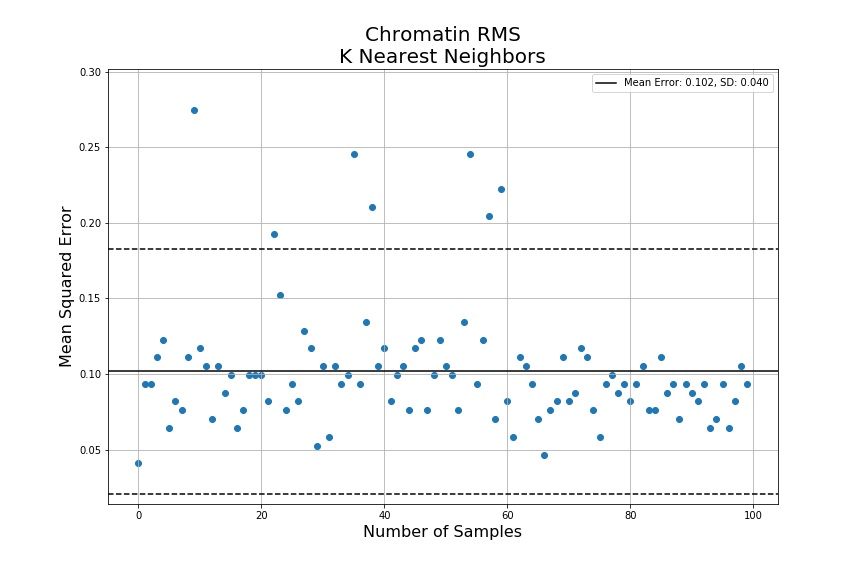 Chromatin RMS
K Nearest Neighbors
Mean Error: 0.102, SD: 0.040
Mean Squared Error
0.30
0.25
0.20
0.15
0.10
0.05
0
20
40
60
80
100
Number of Samples